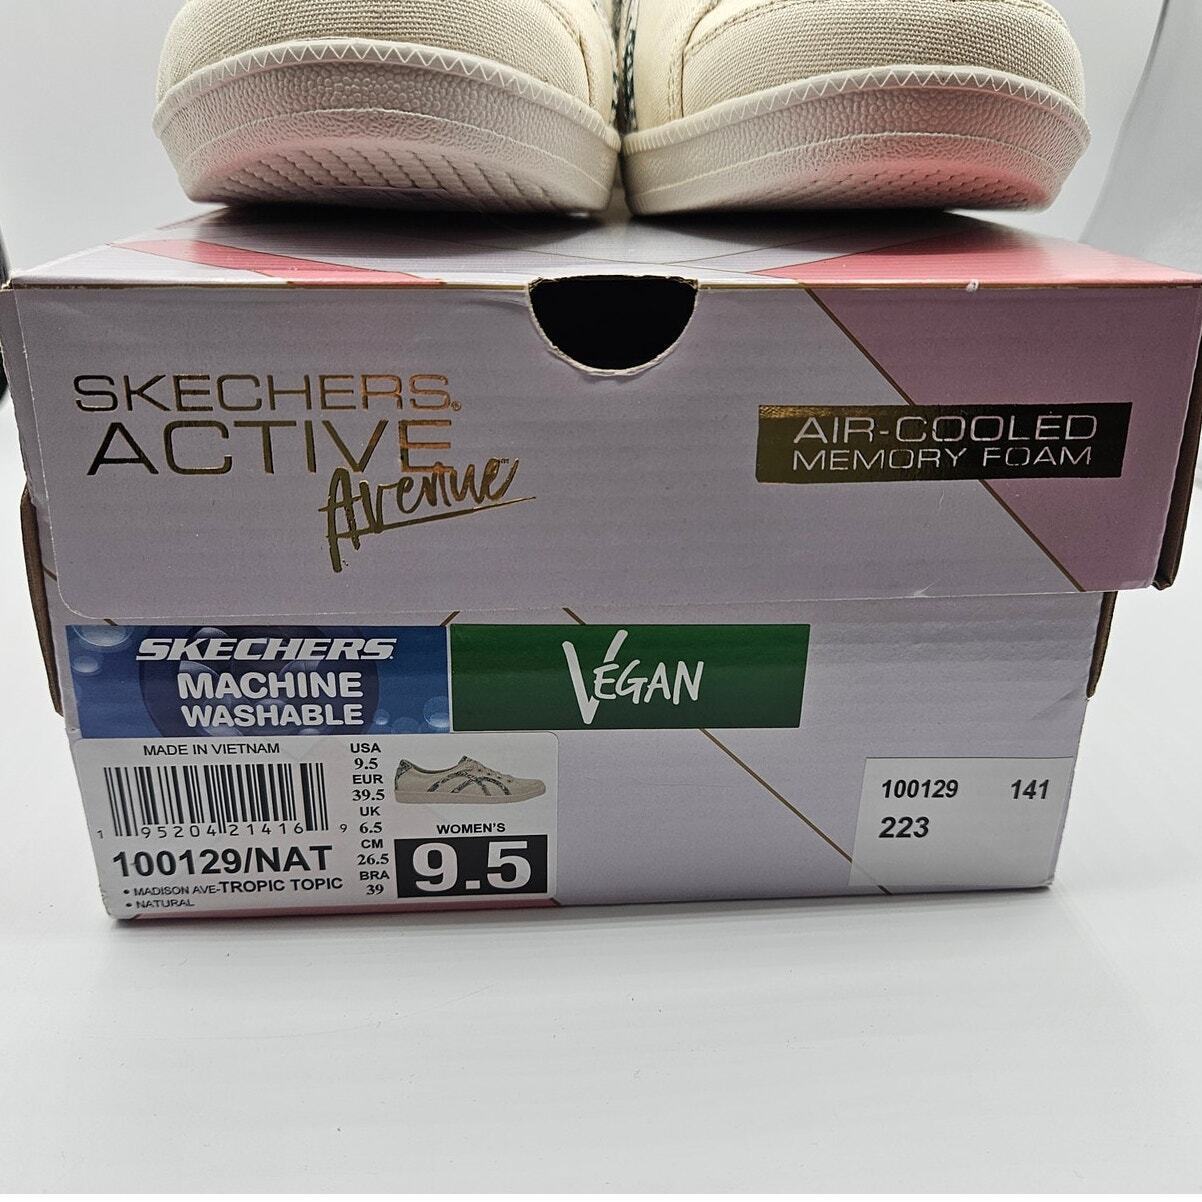 SKECHERS®
ACTIVE
Avenue™
AIR-COOLED
MEMORY FOAM
SKECHERS
MACHINE
WASHABLE
VEGAN
MADE IN VIETNAM
1 95204 21416 9
100129/NAT
• MADISON AVE-TROPIC TOPIC
• NATURAL
USA
9.5
EUR
39.5
UK
6.5
CM
26.5
BRA
39
WOMEN'S
9.5
100129 141
223